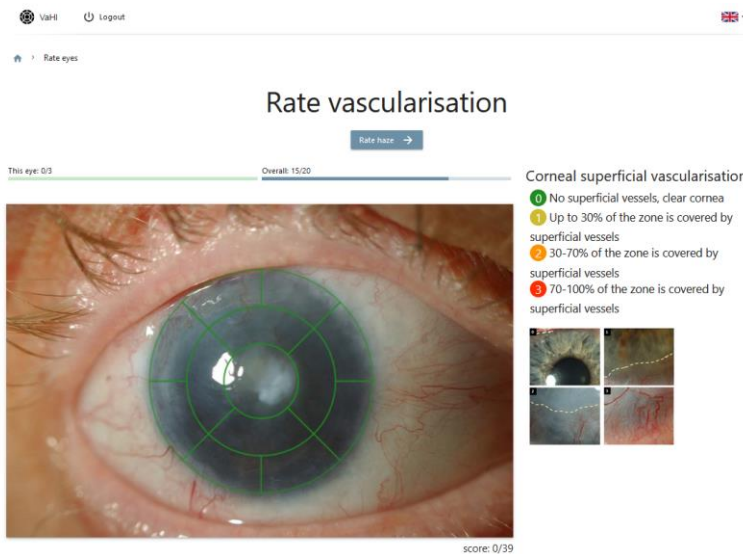 VaHI Logout
Rate eyes
Rate vascularisation
Rate haze
This eye: 0/3
Overall: 15/20
Corneal superficial vascularisation
0 No superficial vessels, clear cornea
1 Up to 30% of the zone is covered by
superficial vessels
2 30-70% of the zone is covered by
superficial vessels
3 70-100% of the zone is covered by
superficial vessels
score: 0/39